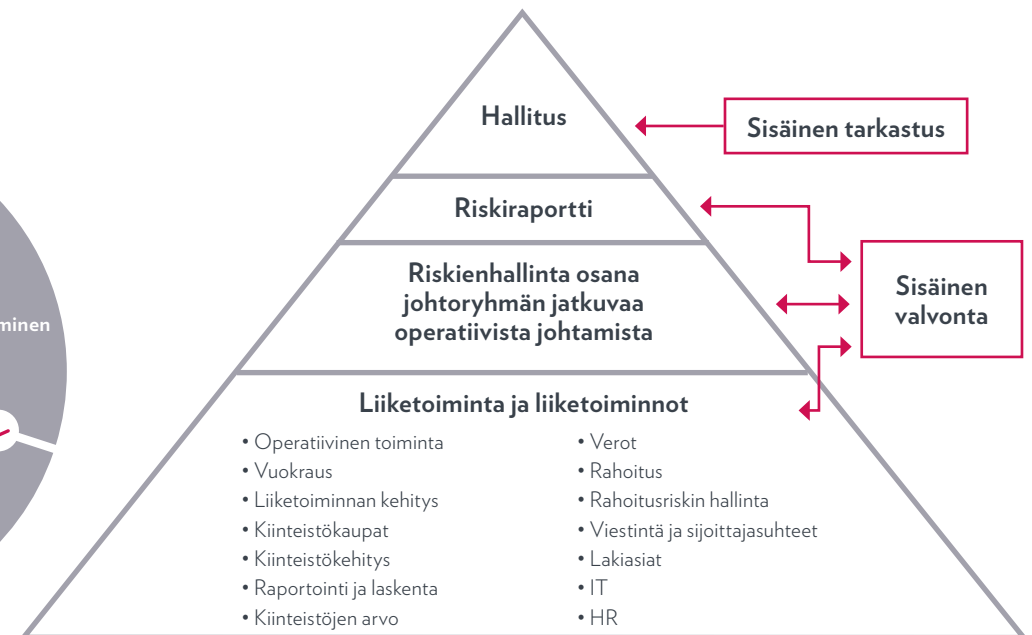 Hallitus
Sisäinen tarkastus
Riskiraportti
Riskienhallinta osana
johtoryhmän jatkuvaa
operatiivista johtamista
Sisäinen
valvonta
Liiketoiminta ja liiketoiminnot
• Operatiivinen toiminta
• Vuokraus
• Liiketoiminnan kehitys
• Kiinteistökaupat
• Kiinteistökehitys
• Raportointi ja laskenta
• Kiinteistöjen arvo
• Verot
• Rahoitus
• Rahoitusriskin hallinta
• Viestintä ja sijoittajasuhteet
• Lakiasiat
• IT
• HR